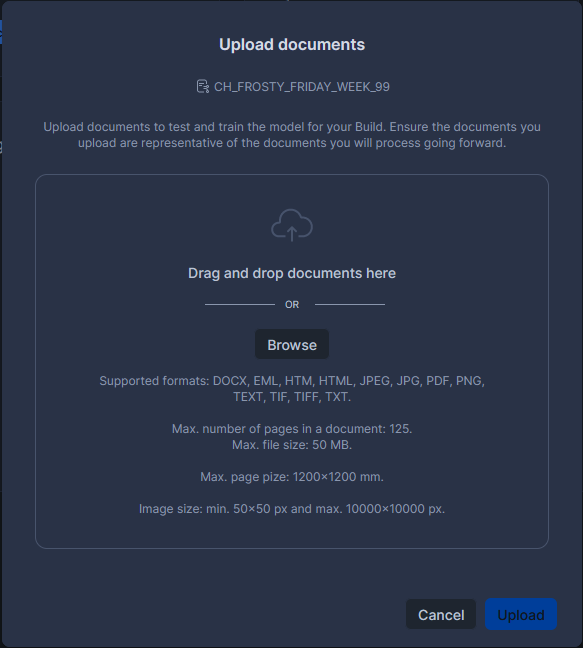 Upload documents
CH_FROSTY_FRIDAY_WEEK_99
Upload documents to test and train the model for your Build. Ensure the documents you
upload are representative of the documents you will process going forward.
Drag and drop documents here
OR
Browse
Supported formats: DOCX, EML, HTM, HTML, JPEG, JPG, PDF, PNG,
TEXT, TIF, TIFF, TXT.
Max. number of pages in a document: 125.
Max. file size: 50 MB.
Max. page pize: 1200×1200 mm.
Image size: min. 50×50 px and max. 10000×10000 px.
Cancel
Upload